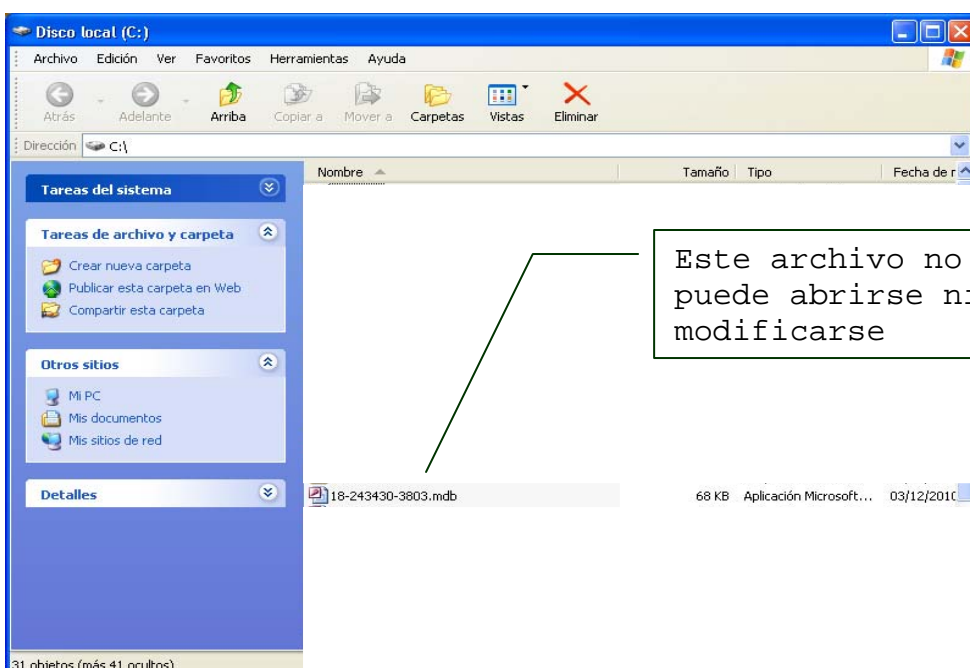 Disco local (C:)
Archivo Edición Ver Favoritos Herramientas Ayuda
Atrás Adelante Arriba Copiar a Mover a Carpetas Vistas Eliminar
Dirección C:\
Nombre Tamaño Tipo Fecha de r
Tareas del sistema
Tareas de archivo y carpeta
Crear nueva carpeta
Publicar esta carpeta en Web
Compartir esta carpeta
Este archivo no
puede abrirse ni
modificarse
Otros sitios
Mi PC
Mis documentos
Mis sitios de red
Detalles
18-243430-3803.mdb 68 KB Aplicación Microsoft... 03/12/2010
31 objetos (más 41 ocultos)